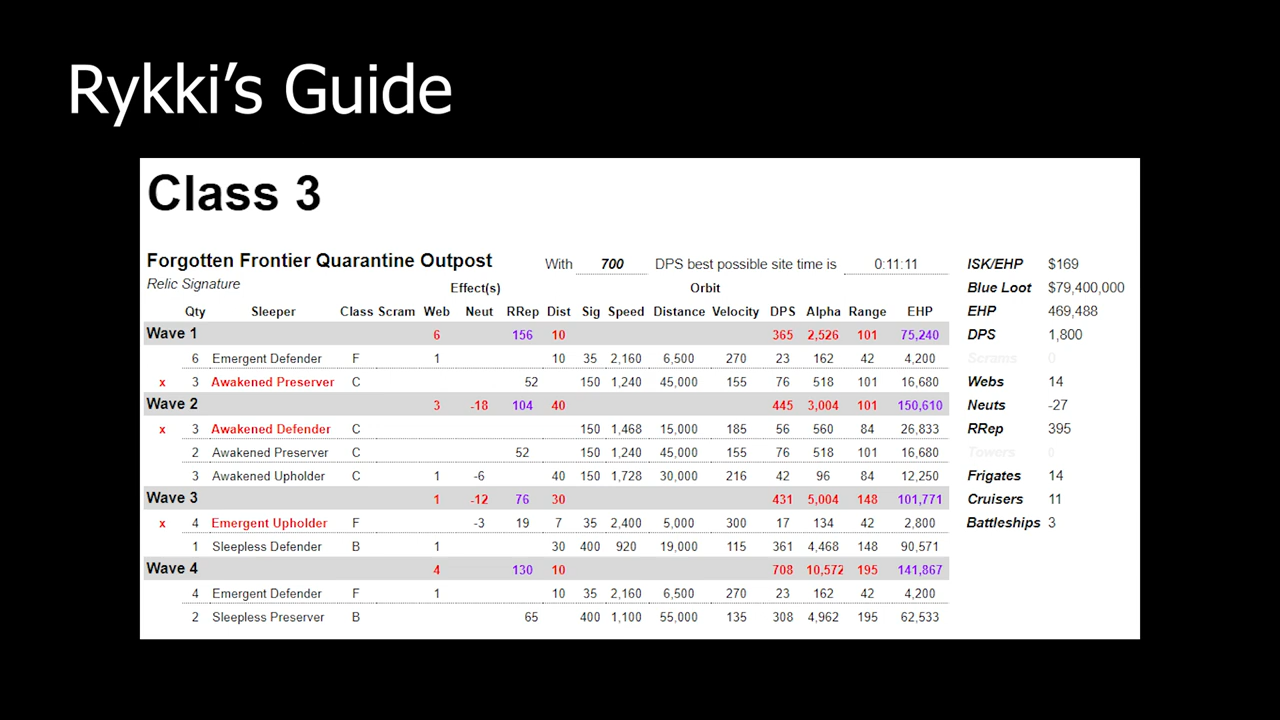 Rykki's Guide
Class 3
Forgotten Frontier Quarantine Outpost With 700 DPS best possible site time is 0:11:11 ISK/EHP $169
Relic Signature Effect(s) Orbit Blue Loot $79,400,000
Qty Sleeper Class Scram Web Neut RRep Dist Sig Speed Distance Velocity DPS Alpha Range EHP EHP 469,488
Wave 1 6 156 10 365 2,526 101 75,240 DPS 1,800
6 Emergent Defender F 1 10 35 2,160 6,500 270 23 162 42 4,200 Scrams 0
x 3 Awakened Preserver C 52 150 1,240 45,000 155 76 518 101 16,680 Webs 14
Wave 2 3 -18 104 40 445 3,004 101 150,610 Neuts -27
x 3 Awakened Defender C 150 1,468 15,000 185 56 560 84 26,833 RRep 395
2 Awakened Preserver C 52 150 1,240 45,000 155 76 518 101 16,680 Towers 0
3 Awakened Upholder C 1 -6 40 150 1,728 30,000 216 42 96 84 12,250 Frigates 14
Wave 3 1 -12 76 30 431 5,004 148 101,771 Cruisers 11
x 4 Emergent Upholder F -3 19 7 35 2,400 5,000 300 17 134 42 2,800 Battleships 3
1 Sleepless Defender B 1 30 400 920 19,000 115 361 4,468 148 90,571
Wave 4 4 130 10 708 10,572 195 141,867
4 Emergent Defender F 1 10 35 2,160 6,500 270 23 162 42 4,200
2 Sleepless Preserver B 65 400 1,100 55,000 135 308 4,962 195 62,533